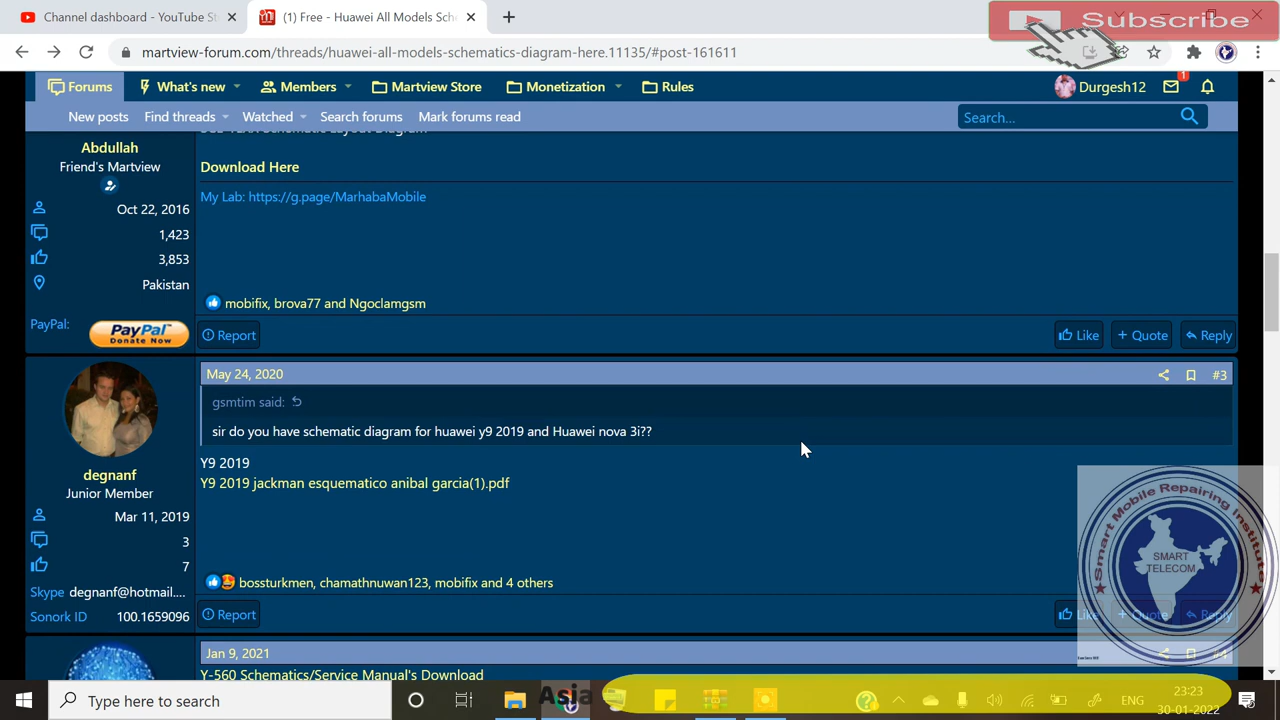 Channel dashboard - YouTube St
(1) Free - Huawei All Models Sch
Subscribe
martview-forum.com/threads/huawei-all-models-schematics-diagram-here.11135/#post-161611
Forums
What's new
Members
Martview Store
Monetization
Rules
Durgesh12
1
New posts
Find threads
Watched
Search forums
Mark forums read
Search...
Abdullah
Friend's Martview
Download Here
My Lab: https://g.page/MarhabaMobile
Oct 22, 2016
1,423
3,853
Pakistan
mobifix, brova77 and Ngoclamgsm
PayPal:
PayPal
DONATE NOW
Report
Like
+ Quote
Reply
May 24, 2020
#3
gsmtim said:
sir do you have schematic diagram for huawei y9 2019 and Huawei nova 3i??
Y9 2019
Y9 2019 jackman esquematico anibal garcia(1).pdf
degnanf
Junior Member
Mar 11, 2019
3
7
Skype degnanf@hotmail....
Sonork ID 100.1659096
bossturkmen, chamathnuwan123, mobifix and 4 others
Report
Like
+ Quote
Reply
Smart Mobile Repairing Institute
SMART
TELECOM
Jan 9, 2021
Y-560 Schematics/Service Manual's Download
Type here to search
Asia
ENG
23:23
30-01-2022